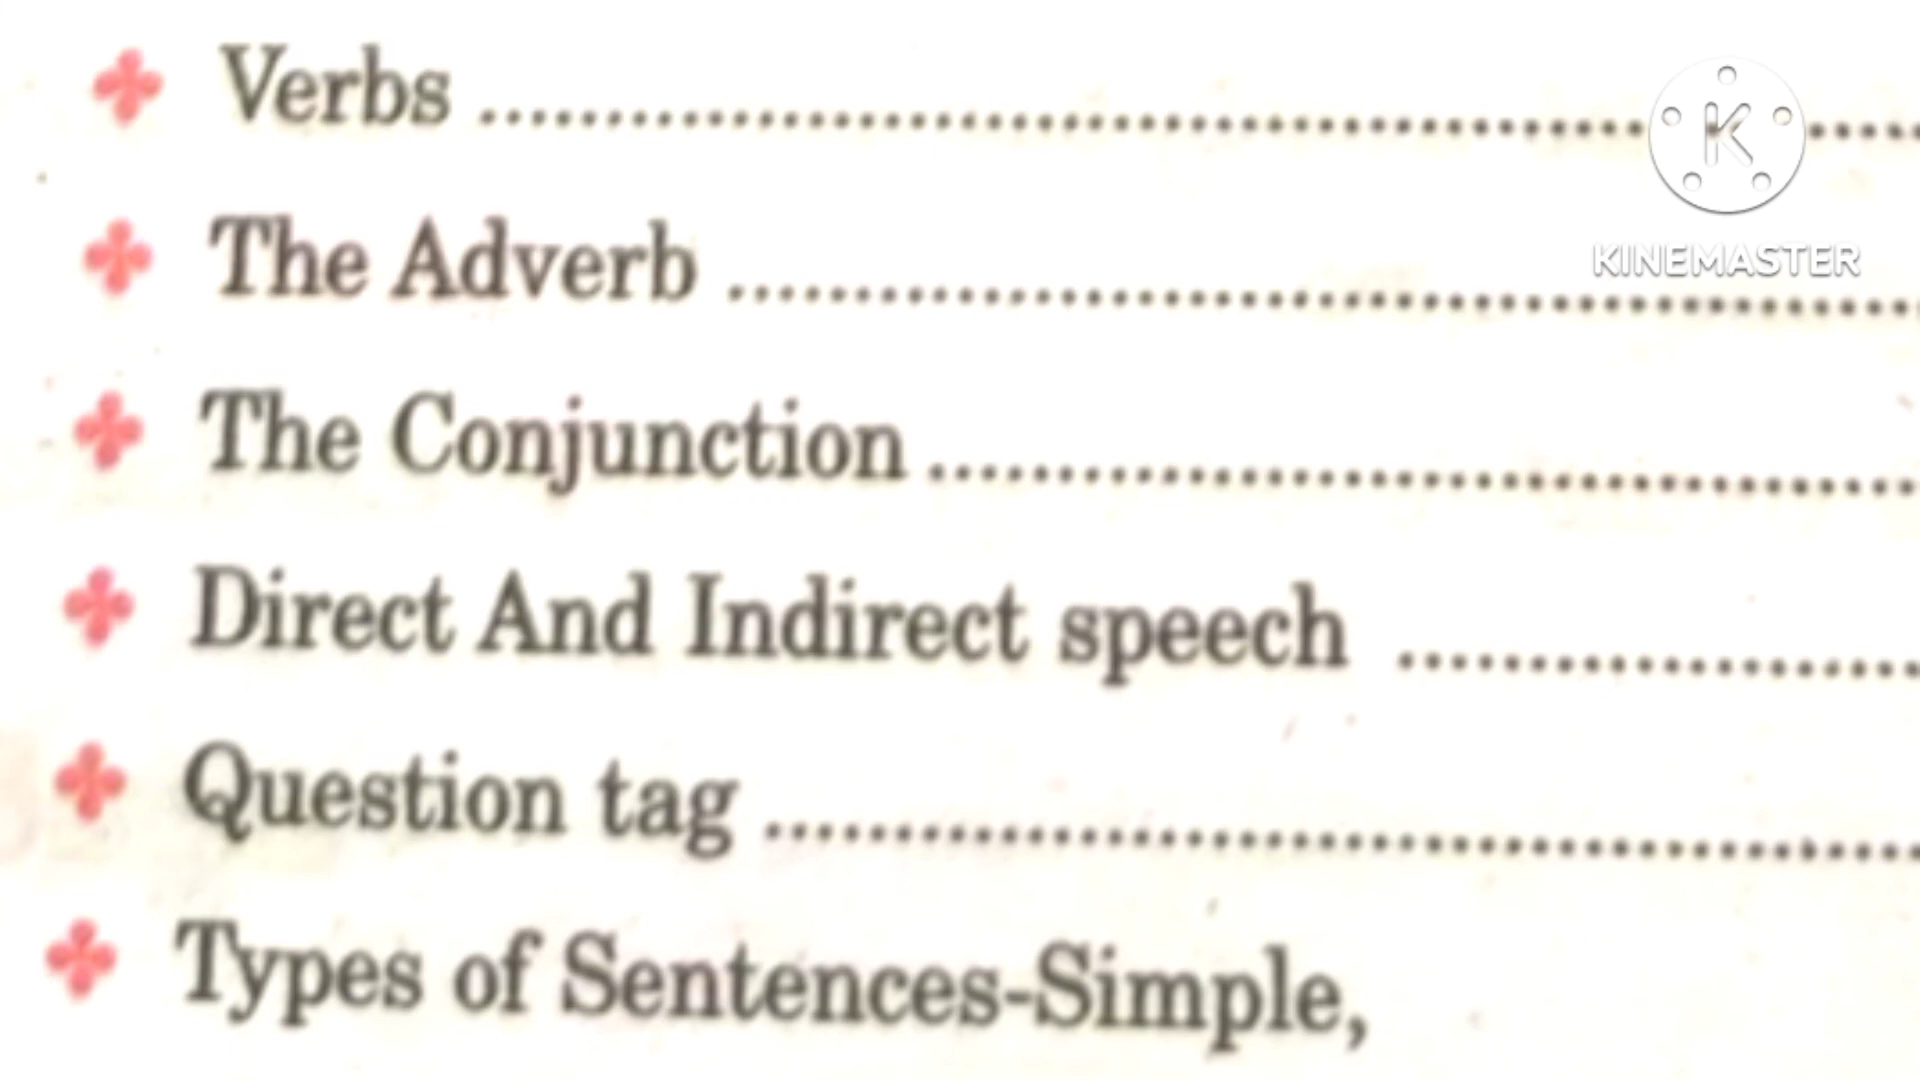 Verbs ................................................
The Adverb ................................................
The Conjunction ................................................
Direct And Indirect speech ......................
Question tag ................................................
Types of Sentences-Simple,
K
KINEMASTER